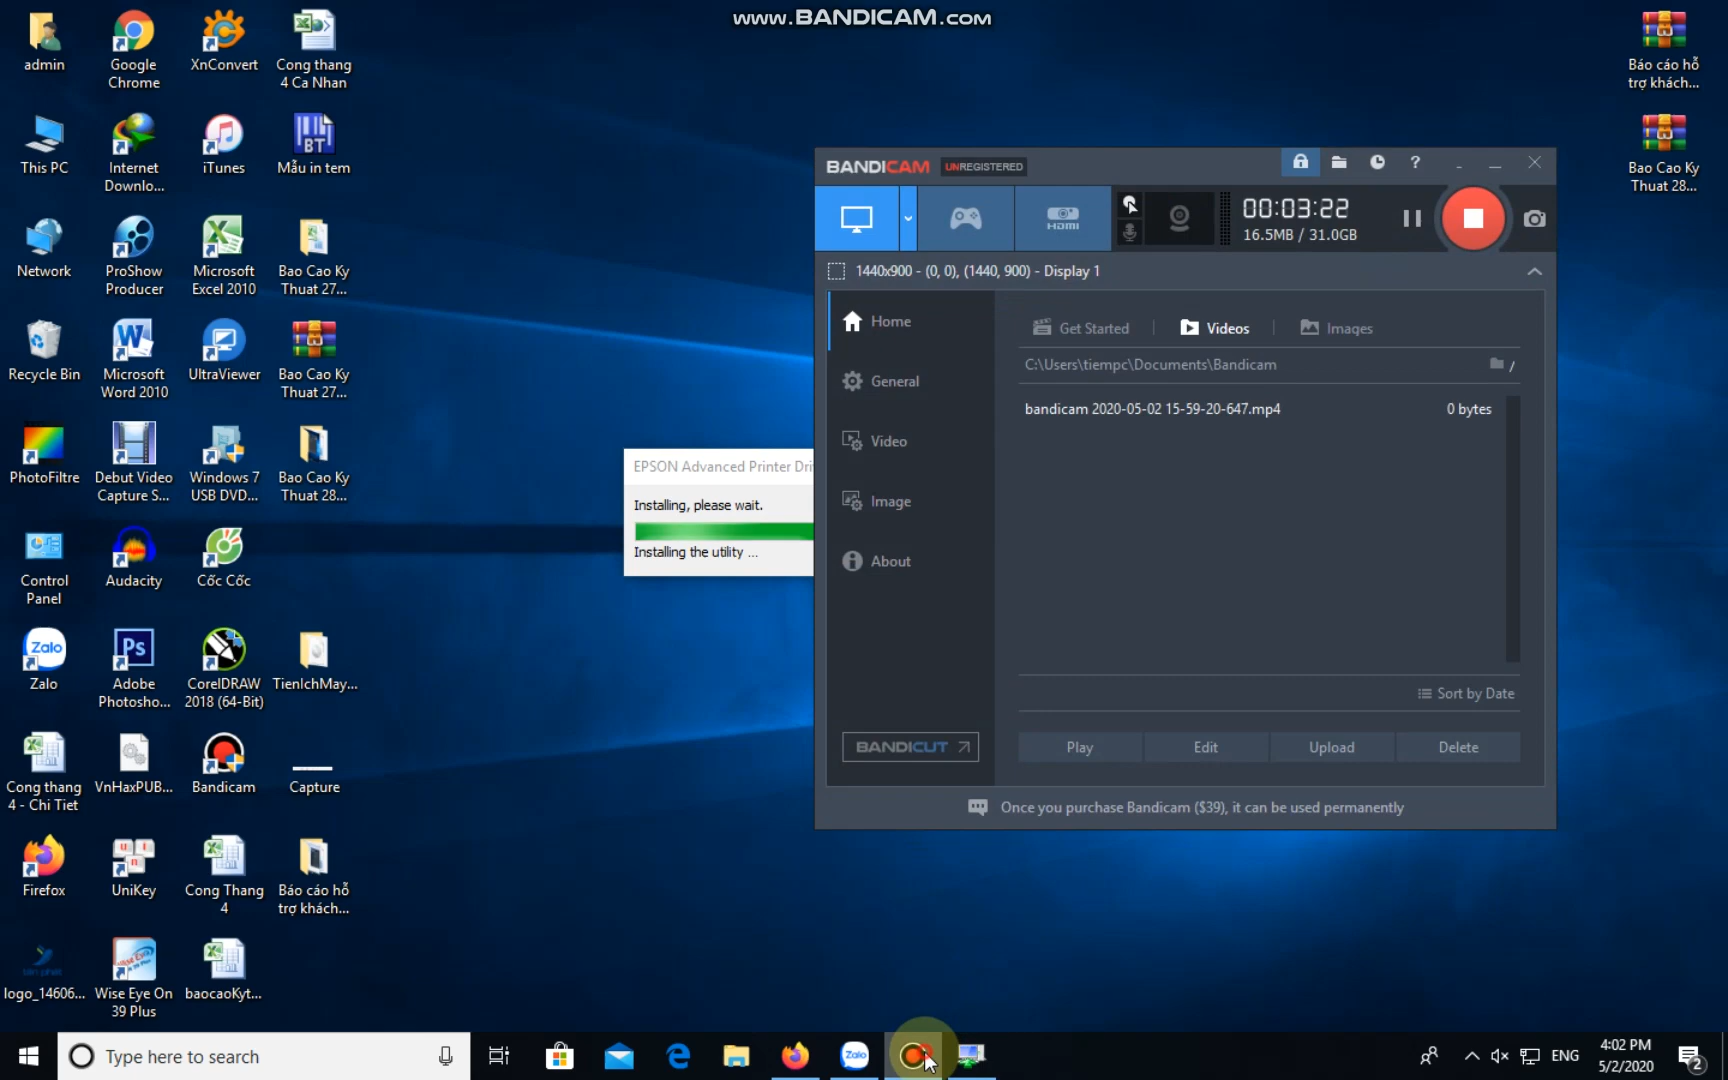 www.BANDICAM.com
admin
Google
Chrome
XnConvert
Cong thang
4 Ca Nhan
Báo cáo hỗ
trợ khách...
This PC
Internet
Downlo...
iTunes
Mẫu in tem
Bao Cao Ky
Thuat 28...
Network
ProShow
Producer
Microsoft
Excel 2010
Bao Cao Ky
Thuat 27...
Recycle Bin
Microsoft
Word 2010
UltraViewer
Bao Cao Ky
Thuat 27...
PhotoFiltre
Debut Video
Capture S...
Windows 7
USB DVD...
Bao Cao Ky
Thuat 28...
Control
Panel
Audacity
Cốc Cốc
Zalo
Zalo
Ps
Adobe
Photosho...
CorelDRAW
2018 (64-Bit)
TienIchMay...
Cong thang
4 - Chi Tiet
VnHaxPUB...
Bandicam
Capture
Firefox
UniKey
Cong Thang
4
Báo cáo hỗ
trợ khách...
logo_14606...
Wise Eye On
39 Plus
baocaoKyt...
EPSON Advanced Printer Dri
Installing, please wait.
Installing the utility ...
BANDICAM UNREGISTERED
HDMI
00:03:22
16.5MB / 31.0GB
1440x900 - (0, 0), (1440, 900) - Display 1
Home
General
Video
Image
About
BANDICUT
Get Started
Videos
Images
C:\Users\tiempc\Documents\Bandicam
/
bandicam 2020-05-02 15-59-20-647.mp4
0 bytes
Sort by Date
Play
Edit
Upload
Delete
Once you purchase Bandicam ($39), it can be used permanently
Type here to search
Zalo
ENG
4:02 PM
5/2/2020
2